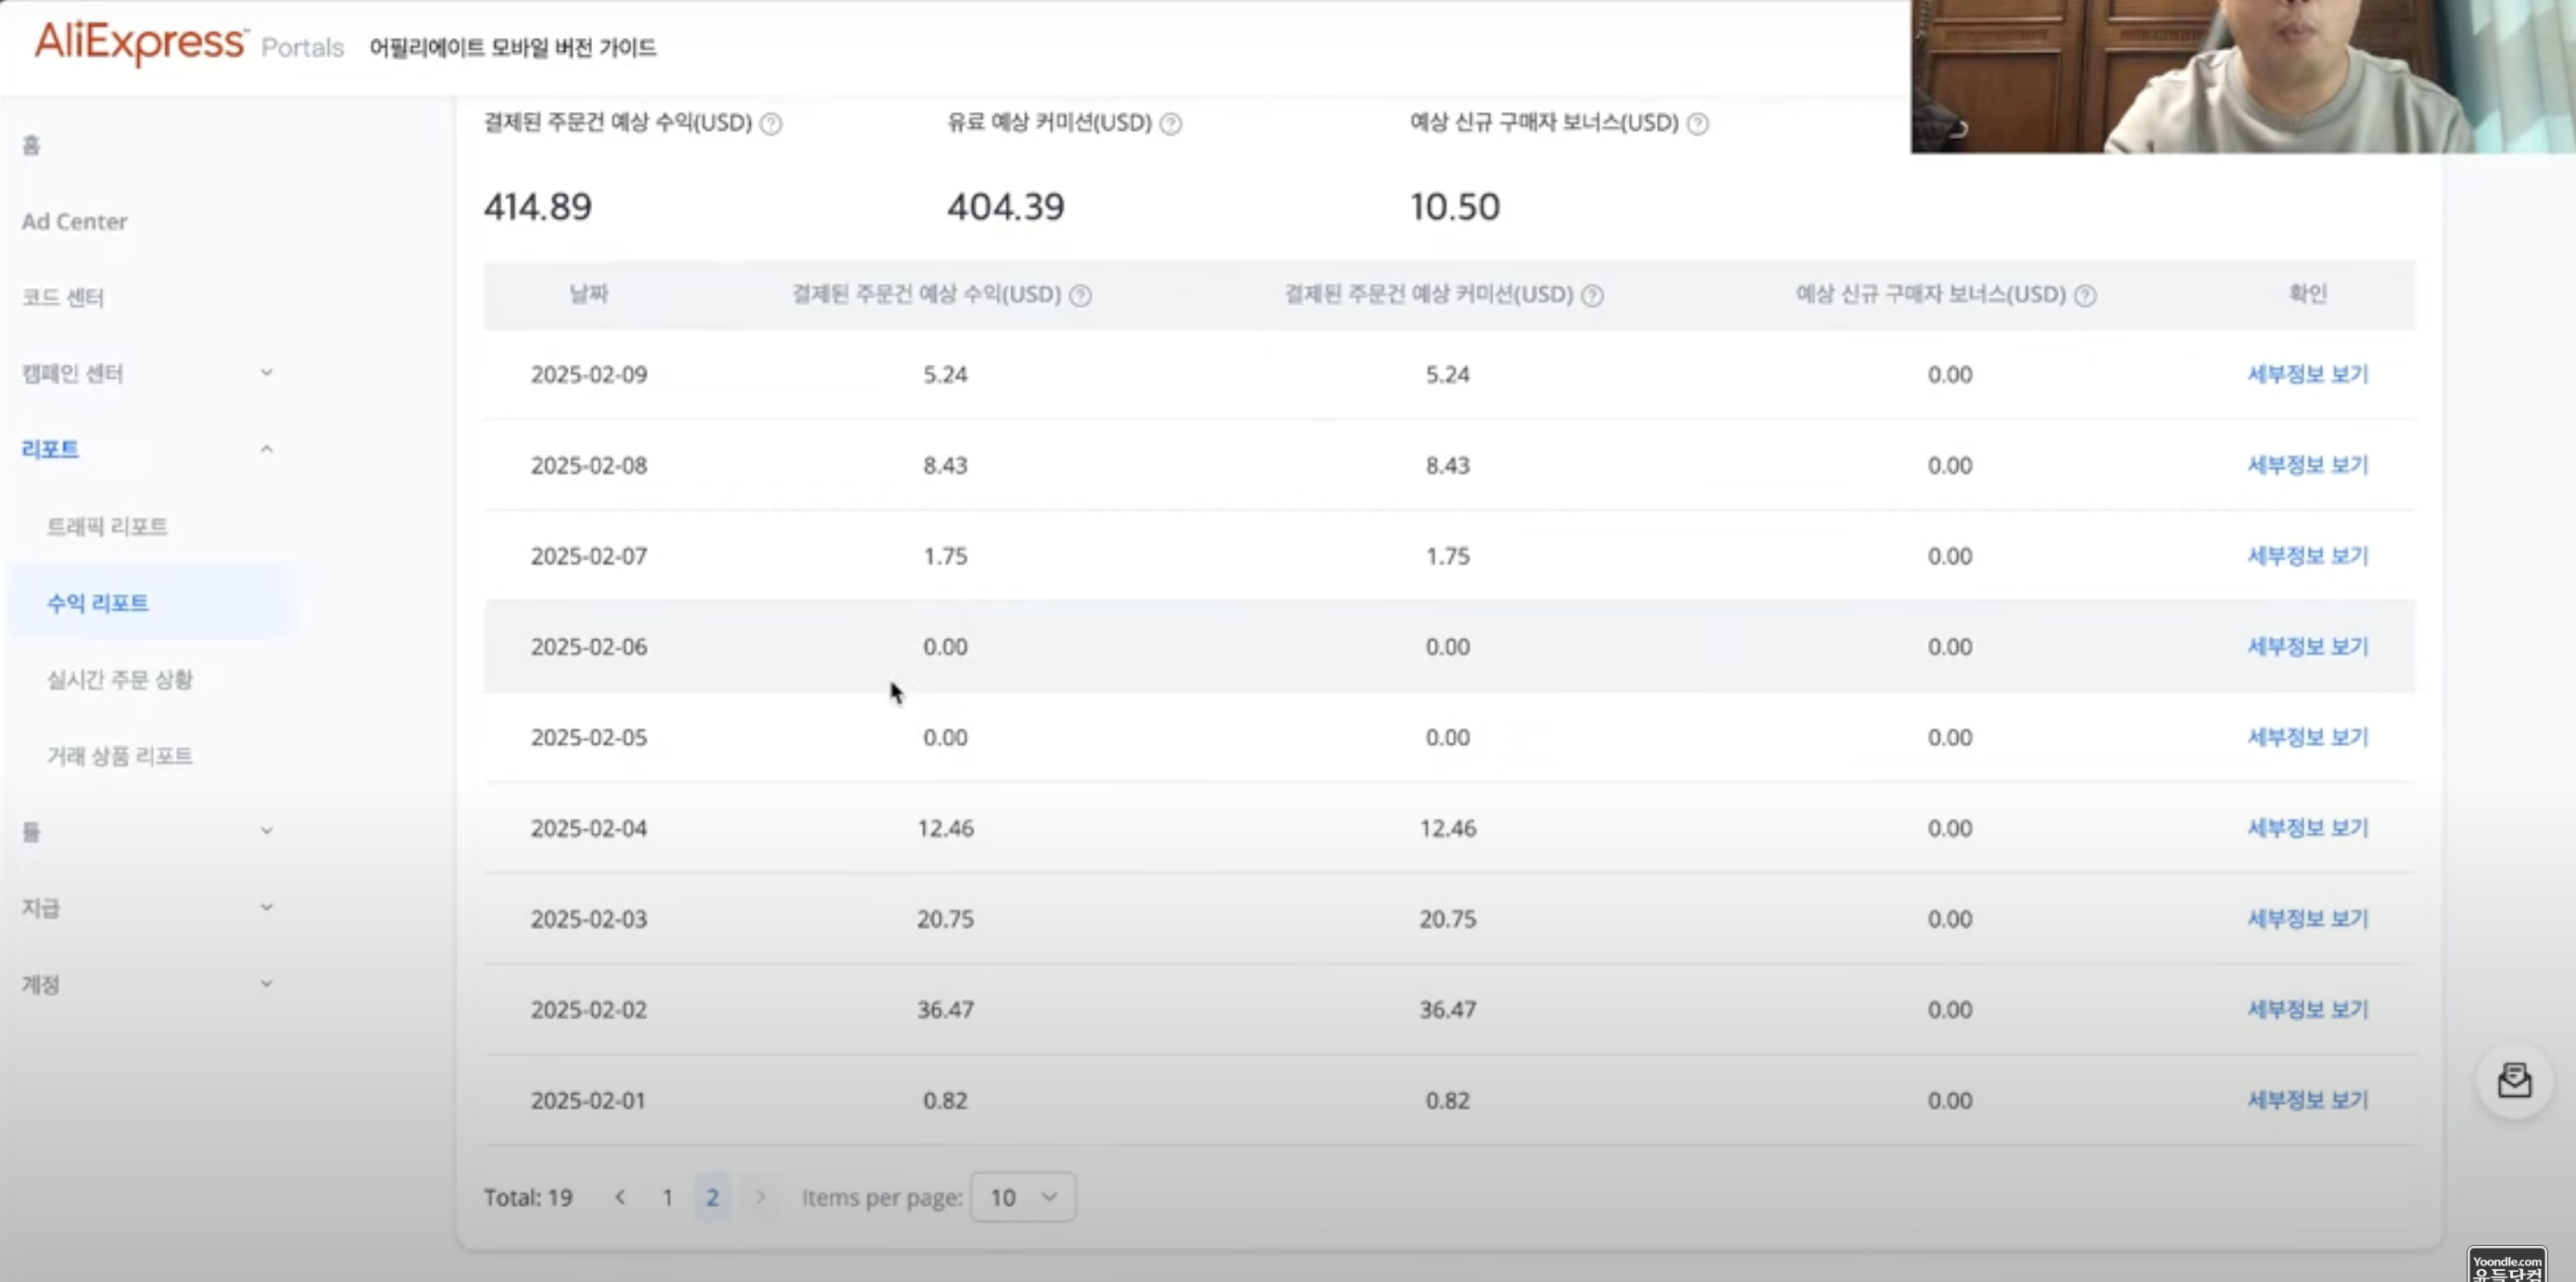 AliExpress Portals 어필리에이트 모바일 버전 가이드
홈
Ad Center
코드 센터
캠페인 센터
리포트
트래픽 리포트
수익 리포트
실시간 주문 상황
거래 상품 리포트
툴
지급
계정
결제된 주문건 예상 수익(USD) 유료 예상 커미션(USD) 예상 신규 구매자 보너스(USD)
414.89 404.39 10.50
날짜 결제된 주문건 예상 수익(USD) 결제된 주문건 예상 커미션(USD) 예상 신규 구매자 보너스(USD) 확인
2025-02-09 5.24 5.24 0.00 세부정보 보기
2025-02-08 8.43 8.43 0.00 세부정보 보기
2025-02-07 1.75 1.75 0.00 세부정보 보기
2025-02-06 0.00 0.00 0.00 세부정보 보기
2025-02-05 0.00 0.00 0.00 세부정보 보기
2025-02-04 12.46 12.46 0.00 세부정보 보기
2025-02-03 20.75 20.75 0.00 세부정보 보기
2025-02-02 36.47 36.47 0.00 세부정보 보기
2025-02-01 0.82 0.82 0.00 세부정보 보기
Total: 19 < 1 2 > Items per page: 10
Yoondle.com